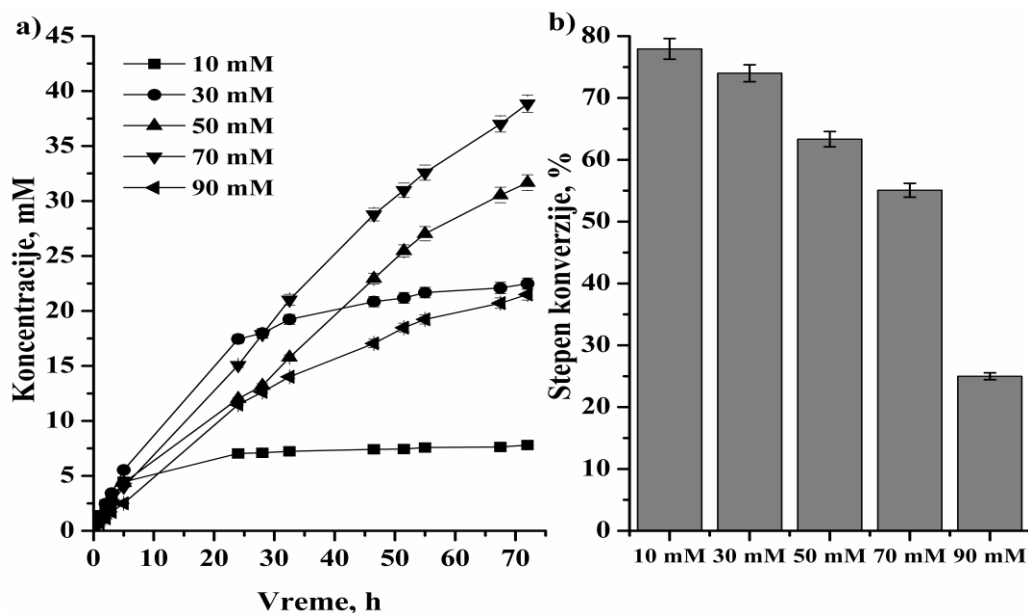 a)
45
40
35
30
25
20
15
10
5
0
Koncentracije, mM
10 mM
30 mM
50 mM
70 mM
90 mM
0 10 20 30 40 50 60 70
Vreme, h
b)
80
70
60
50
40
30
20
10
0
Stepen konverzije, %
10 mM 30 mM 50 mM 70 mM 90 mM